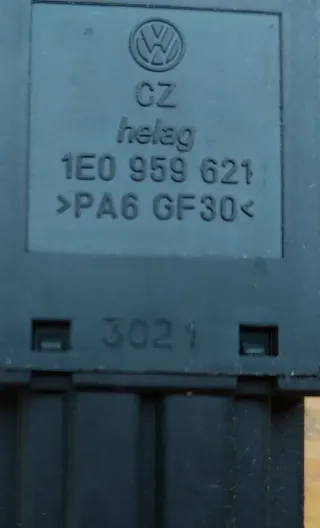 VW
CZ
helag
1E0 959 621
>PA6 GF30<
3021